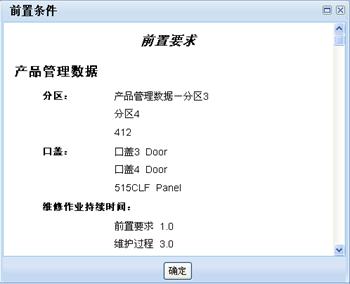 前置条件
前置要求
产品管理数据
分区： 产品管理数据－分区3
分区4
412
口盖： 口盖3 Door
口盖4 Door
515CLF Panel
维修作业持续时间：
前置要求 1.0
维护过程 3.0
确定